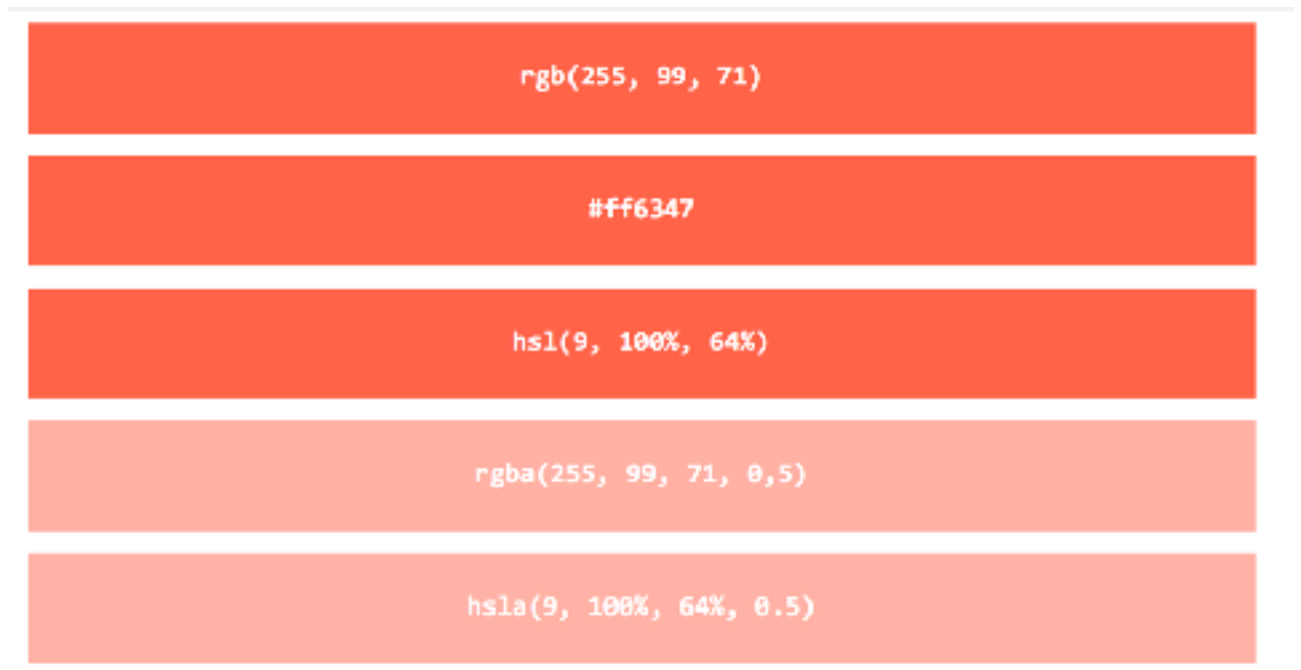 rgb(255, 99, 71)
#ff6347
hsl(9, 100%, 64%)
rgba(255, 99, 71, 0,5)
hsla(9, 100%, 64%, 0.5)